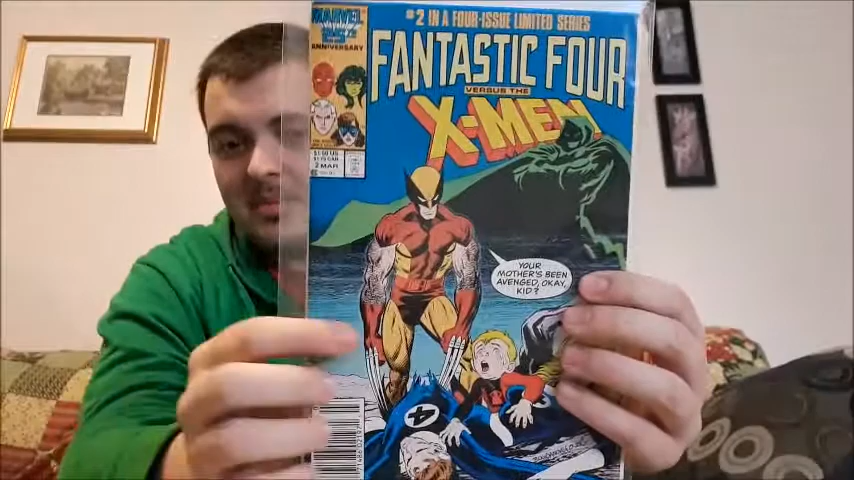 MARVEL
25TH
ANNIVERSARY
#2 IN A FOUR-ISSUE LIMITED SERIES
FANTASTIC FOUR
VERSUS THE
X-MEN
2 MAR
YOUR
MOTHER'S BEEN
AVENGED, OKAY,
KID?
4